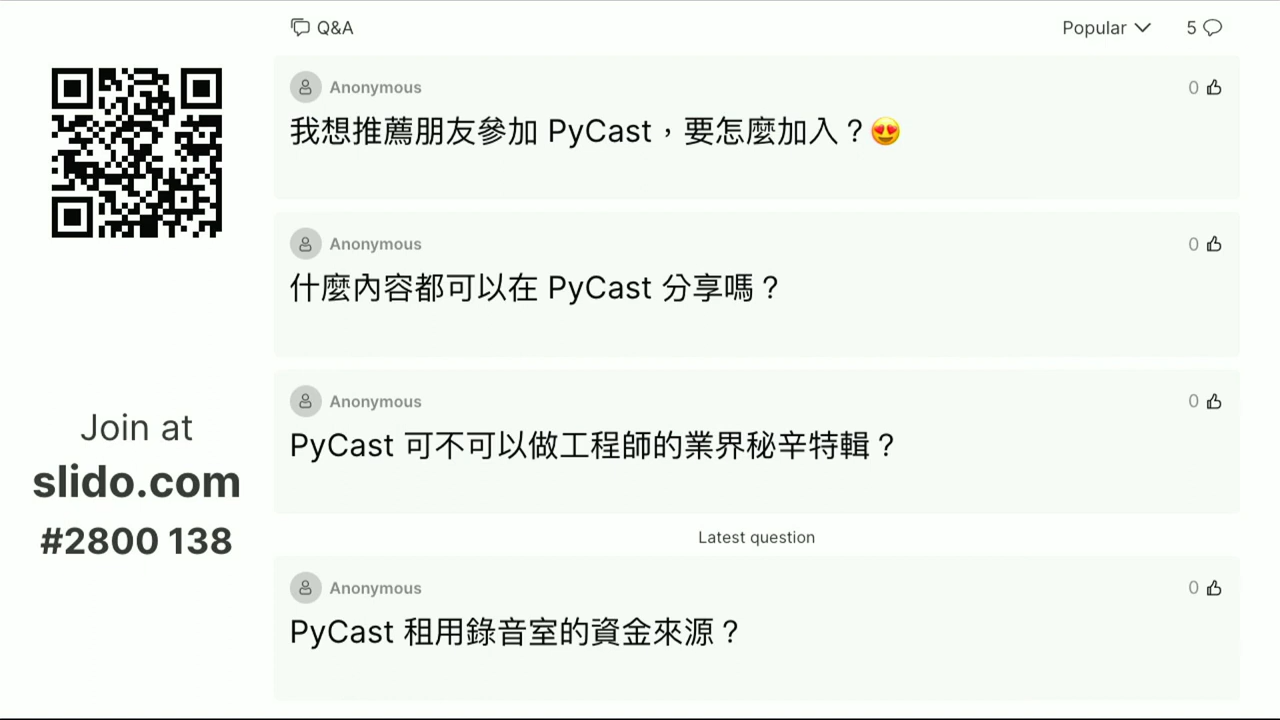 Q&A
Popular
5
Anonymous
0
我想推薦朋友參加 PyCast，要怎麼加入？😍
Anonymous
0
什麼內容都可以在 PyCast 分享嗎？
Anonymous
0
PyCast 可不可以做工程師的業界秘辛特輯？
Latest question
Anonymous
0
PyCast 租用錄音室的資金來源？
Join at
slido.com
#2800 138